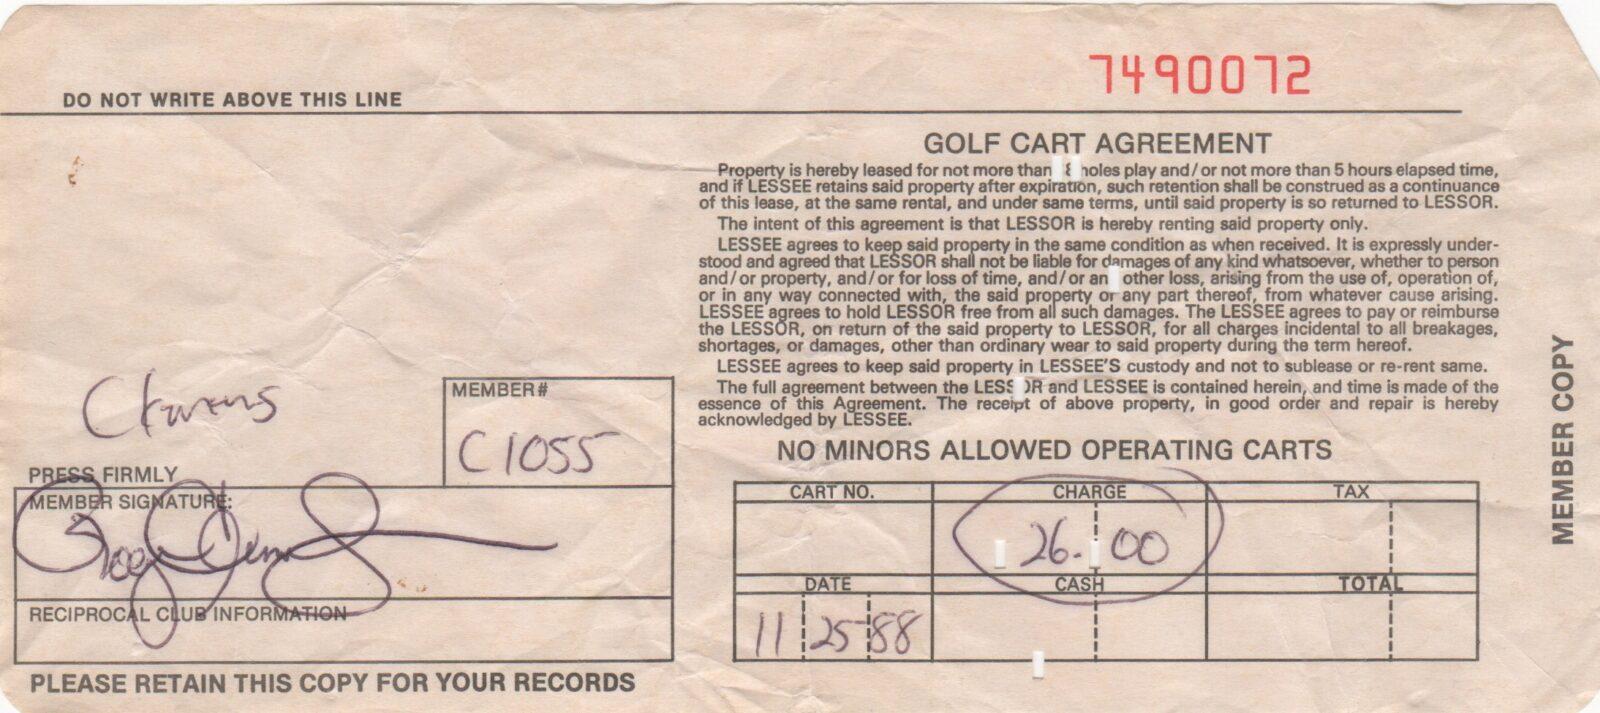 7490072
DO NOT WRITE ABOVE THIS LINE
GOLF CART AGREEMENT
Property is hereby leased for not more than 8 holes play and/or not more than 5 hours elapsed time,
and if LESSEE retains said property after expiration, such retention shall be construed as a continuance
of this lease, at the same rental, and under same terms, until said property is so returned to LESSOR.
The intent of this agreement is that LESSOR is hereby renting said property only.
LESSEE agrees to keep said property in the same condition as when received. It is expressly under-
stood and agreed that LESSOR shall not be liable for damages of any kind whatsoever, whether to person
and/or property, and/or for loss of time, and/or an other loss, arising from the use of, operation of,
or in any way connected with, the said property or any part thereof, from whatever cause arising.
LESSEE agrees to hold LESSOR free from all such damages. The LESSEE agrees to pay or reimburse
the LESSOR, on return of the said property to LESSOR, for all charges incidental to all breakages,
shortages, or damages, other than ordinary wear to said property during the term hereof.
LESSEE agrees to keep said property in LESSEE'S custody and not to sublease or re-rent same.
The full agreement between the LESSOR and LESSEE is contained herein, and time is made of the
essence of this Agreement. The receipt of above property, in good order and repair is hereby
acknowledged by LESSEE.
NO MINORS ALLOWED OPERATING CARTS
Clemens
MEMBER#
C1055
PRESS FIRMLY
MEMBER SIGNATURE:
Roger Clemens
RECIPROCAL CLUB INFORMATION
PLEASE RETAIN THIS COPY FOR YOUR RECORDS
CART NO. CHARGE TAX
26.00
DATE CASH TOTAL
11 25 88
MEMBER COPY